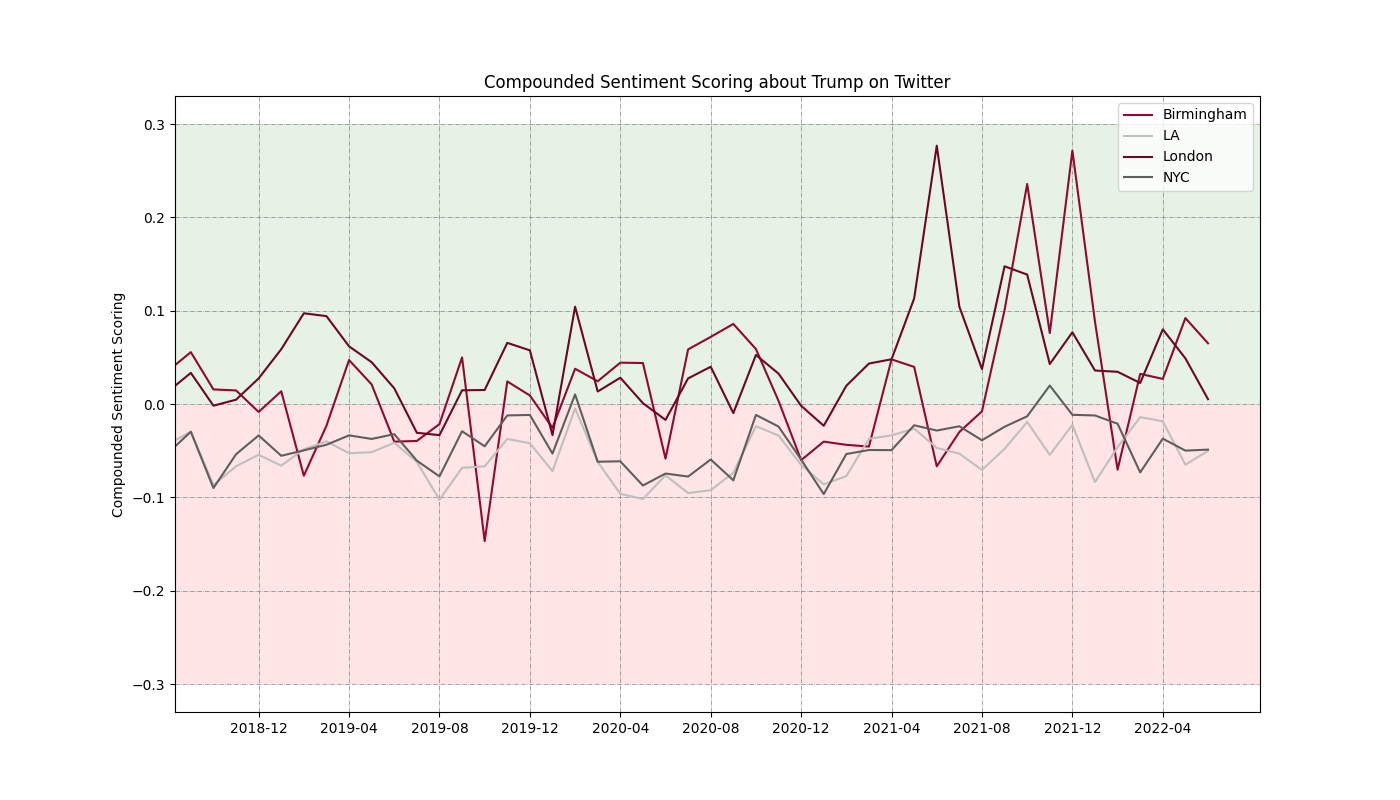 Compounded Sentiment Scoring about Trump on Twitter
Birmingham
LA
London
NYC
Compounded Sentiment Scoring
0.3
0.2
0.1
0.0
−0.1
−0.2
−0.3
2018-12 2019-04 2019-08 2019-12 2020-04 2020-08 2020-12 2021-04 2021-08 2021-12 2022-04